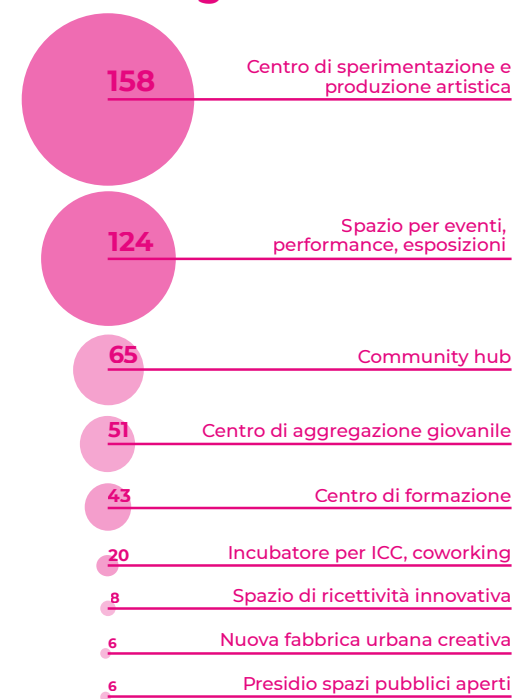 158
Centro di sperimentazione e
produzione artistica
124
Spazio per eventi,
performance, esposizioni
65
Community hub
51
Centro di aggregazione giovanile
43
Centro di formazione
20
Incubatore per ICC, coworking
8
Spazio di ricettività innovativa
6
Nuova fabbrica urbana creativa
6
Presidio spazi pubblici aperti